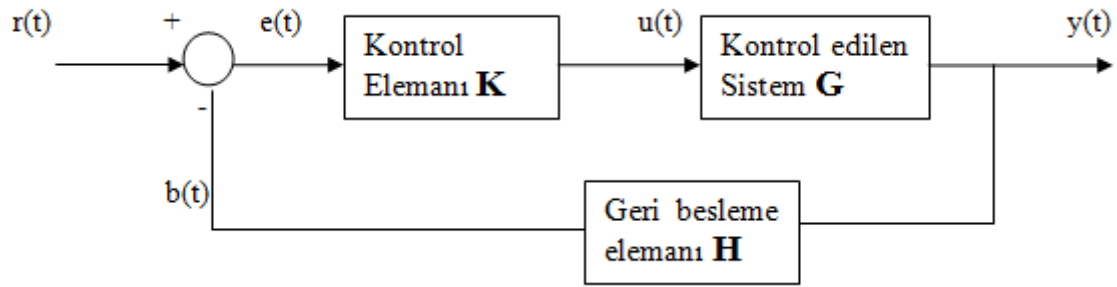 r(t)
+
e(t)
Kontrol
Elemanı K
u(t)
Kontrol edilen
Sistem G
y(t)
-
b(t)
Geri besleme
elemanı H